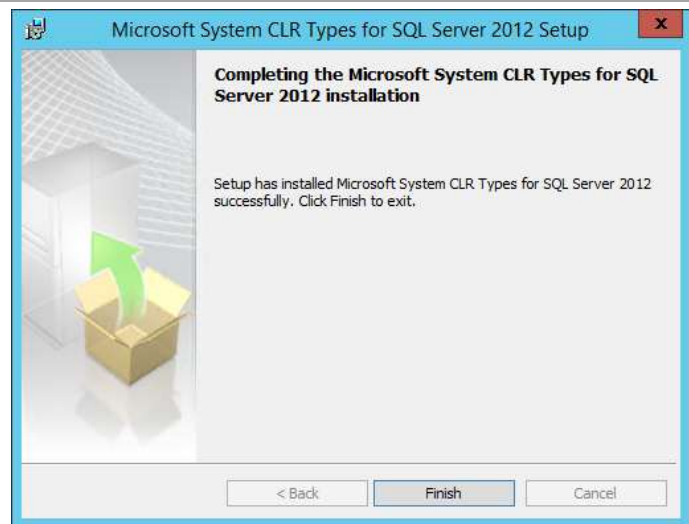 Microsoft System CLR Types for SQL Server 2012 Setup
x
Completing the Microsoft System CLR Types for SQL
Server 2012 installation
Setup has installed Microsoft System CLR Types for SQL Server 2012
successfully. Click Finish to exit.
< Back Finish Cancel